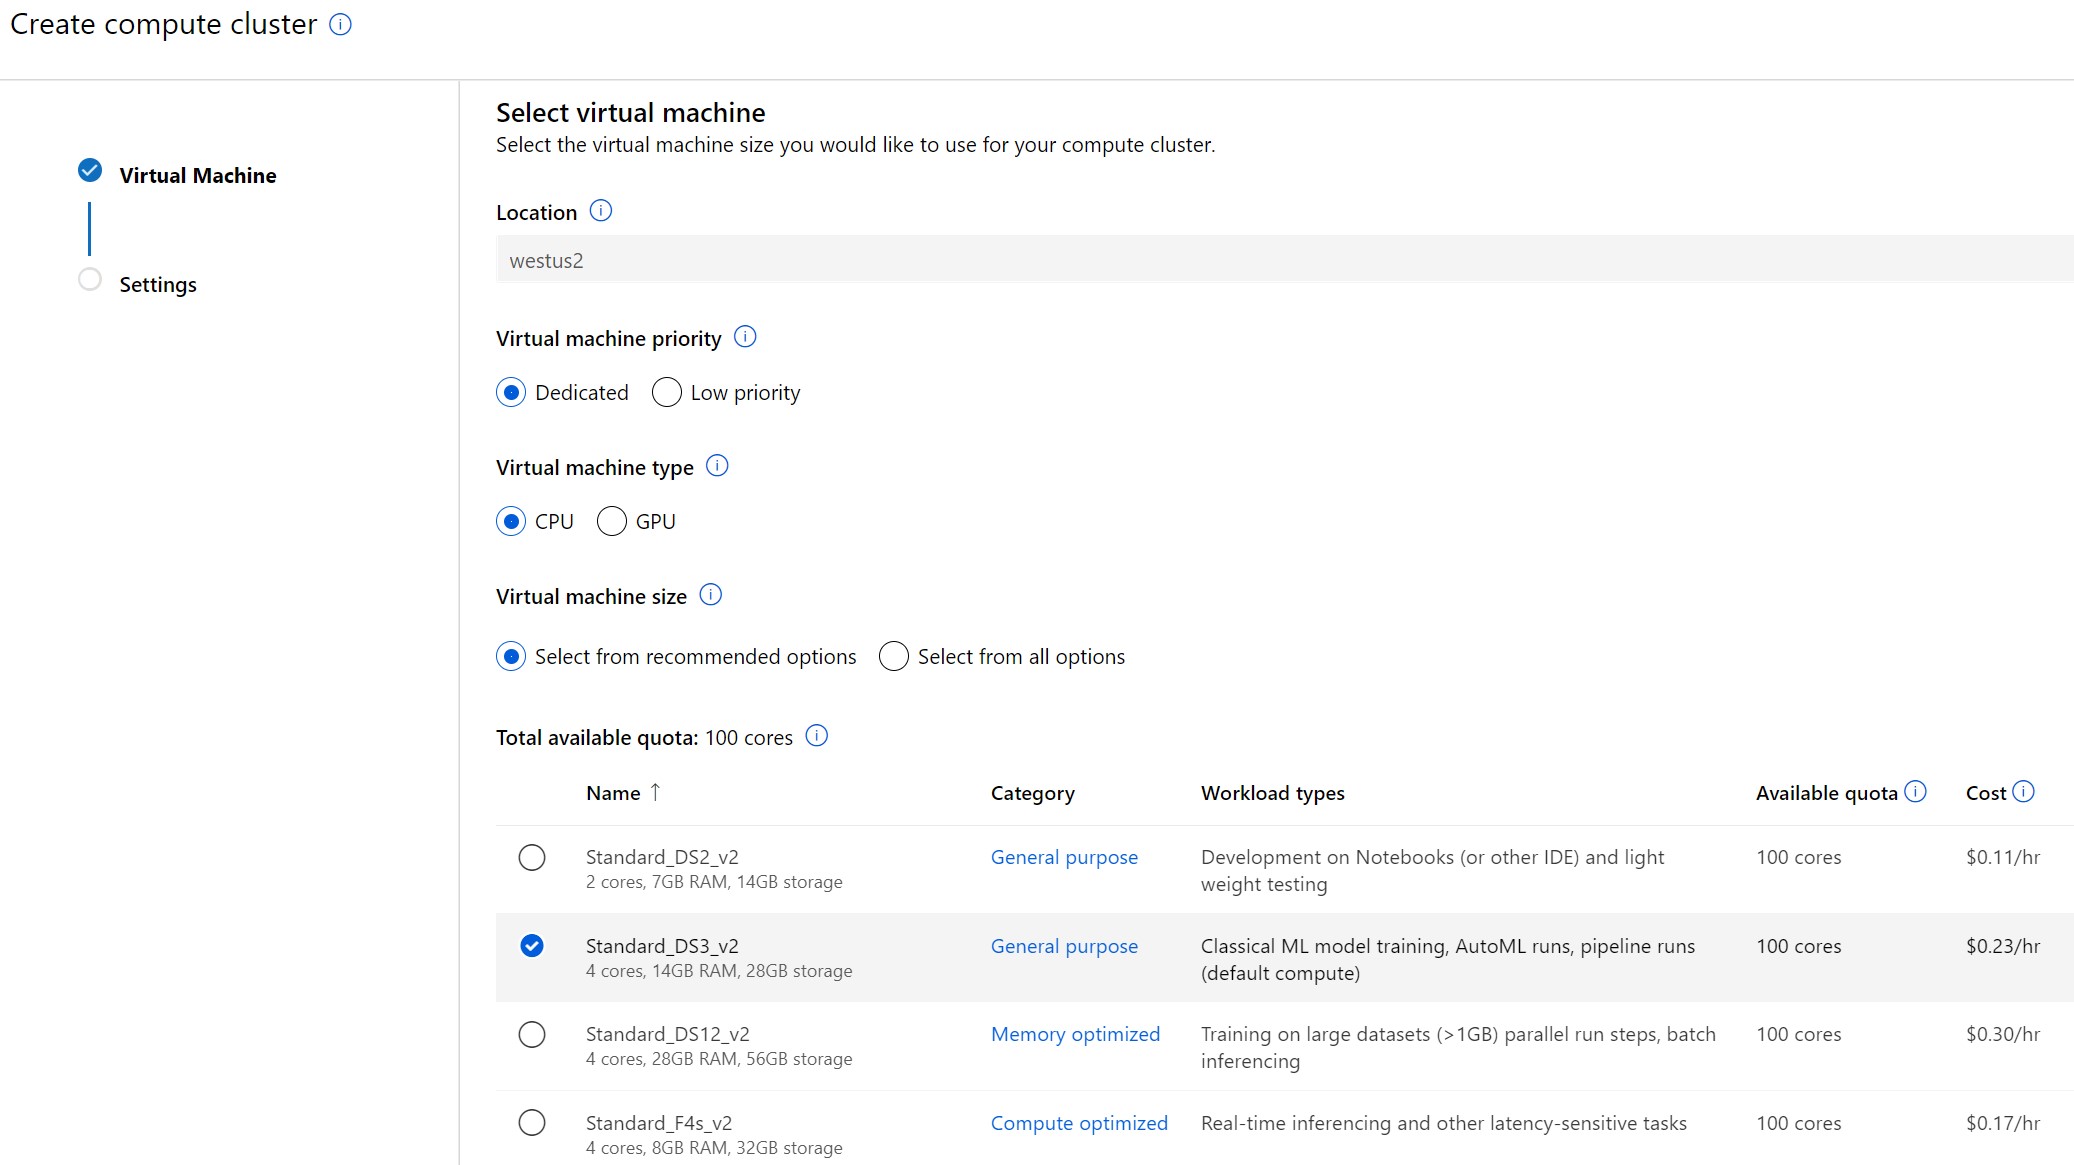 Create compute cluster
Virtual Machine
Settings
Select virtual machine
Select the virtual machine size you would like to use for your compute cluster.
Location
westus2
Virtual machine priority
Dedicated Low priority
Virtual machine type
CPU GPU
Virtual machine size
Select from recommended options Select from all options
Total available quota: 100 cores
Name ↑ Category Workload types Available quota Cost
Standard_DS2_v2 General purpose Development on Notebooks (or other IDE) and light 100 cores $0.11/hr
2 cores, 7GB RAM, 14GB storage weight testing
Standard_DS3_v2 General purpose Classical ML model training, AutoML runs, pipeline runs 100 cores $0.23/hr
4 cores, 14GB RAM, 28GB storage (default compute)
Standard_DS12_v2 Memory optimized Training on large datasets (>1GB) parallel run steps, batch 100 cores $0.30/hr
4 cores, 28GB RAM, 56GB storage inferencing
Standard_F4s_v2 Compute optimized Real-time inferencing and other latency-sensitive tasks 100 cores $0.17/hr
4 cores, 8GB RAM, 32GB storage